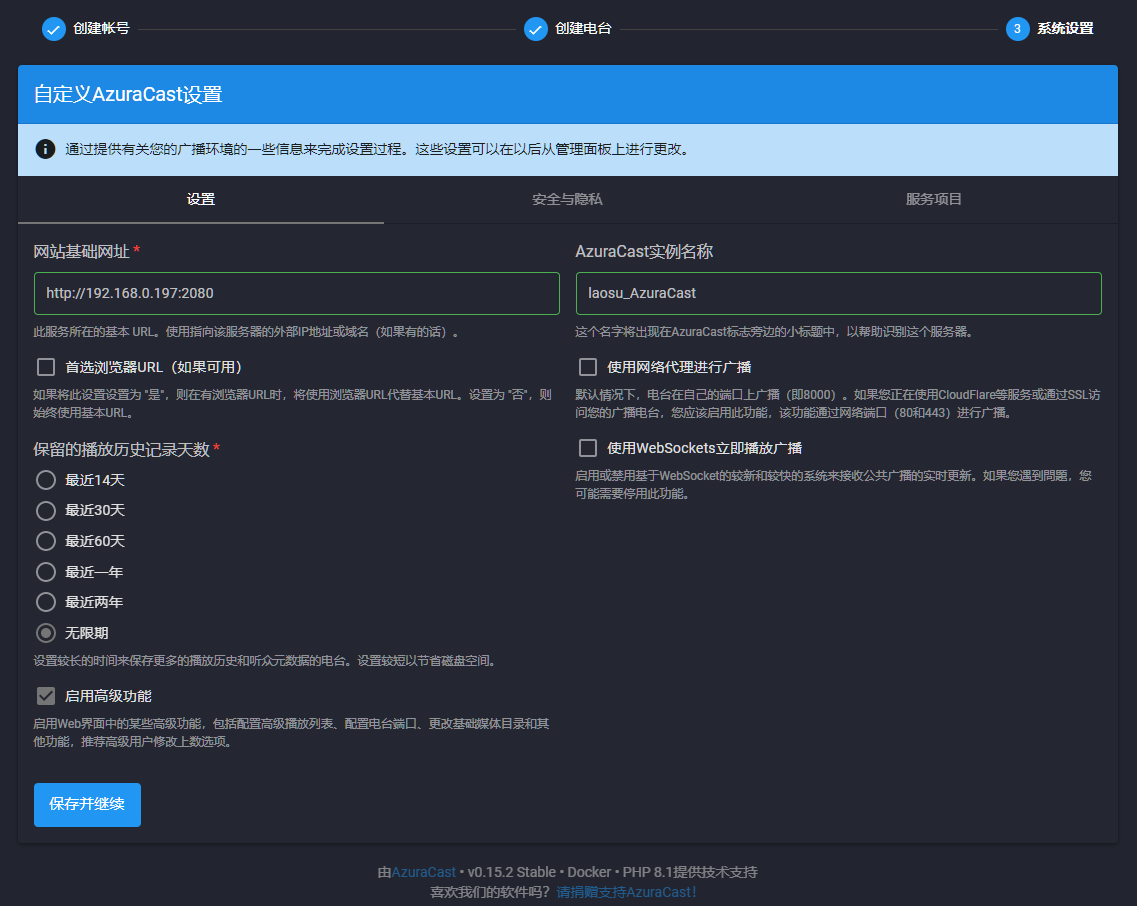 创建帐号
创建电台
3 系统设置
自定义AzuraCast设置
通过提供有关您的广播环境的一些信息来完成设置过程。这些设置可以在以后从管理面板上进行更改。
设置
安全与隐私
服务项目
网站基础网址 *
http://192.168.0.197:2080
此服务所在的基本 URL。使用指向该服务器的外部IP地址或域名（如果有的话）。
首选浏览器URL（如果可用）
如果将此设置设置为 "是"，则在有浏览器URL时，将使用浏览器URL代替基本URL。设置为 "否"，则
始终使用基本URL。
保留的播放历史记录天数 *
最近14天
最近30天
最近60天
最近一年
最近两年
无限期
设置较长的时间来保存更多的播放历史和听众元数据的电台。设置较短以节省磁盘空间。
启用高级功能
启用Web界面中的某些高级功能，包括配置高级播放列表、配置电台端口、更改基础媒体目录和其
他功能，推荐高级用户修改上数选项。
AzuraCast实例名称
laosu_AzuraCast
这个名字将出现在AzuraCast标志旁边的小标题中，以帮助识别这个服务器。
使用网络代理进行广播
默认情况下，电台在自己的端口上广播（即8000）。如果您正在使用CloudFlare等服务或通过SSL访
问您的广播电台，您应该启用此功能，该功能通过网络端口（80和443）进行广播。
使用WebSockets立即播放广播
启用或禁用基于WebSocket的较新和较快的系统来接收公共广播的实时更新。如果您遇到問題，您
可能需要停用此功能。
保存并继续
由AzuraCast • v0.15.2 Stable • Docker • PHP 8.1提供技术支持
喜欢我们的软件吗？请捐赠支持AzuraCast！